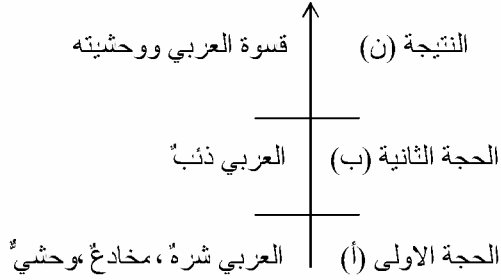 النتيجة (ن) قسوة العربي ووحشيته
الحجة الثانية (ب) العربي ذئبٌ
الحجة الاولى (أ) العربي شرهٌ ،مخادعٌ ،وحشيٌّ